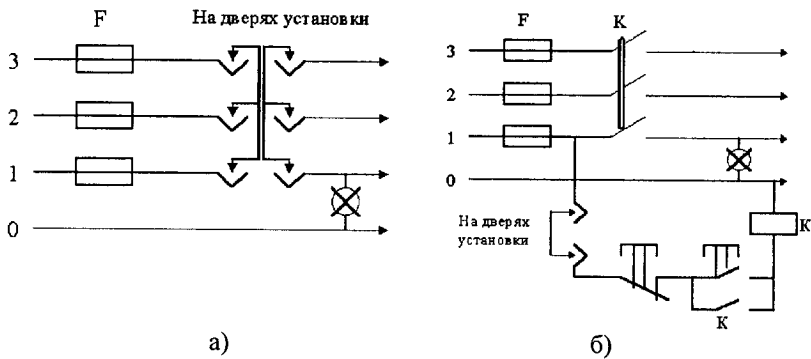 F
На дверях установки
3
2
1
0
а)
F
K
3
2
1
0
На дверях
установки
K
K
б)